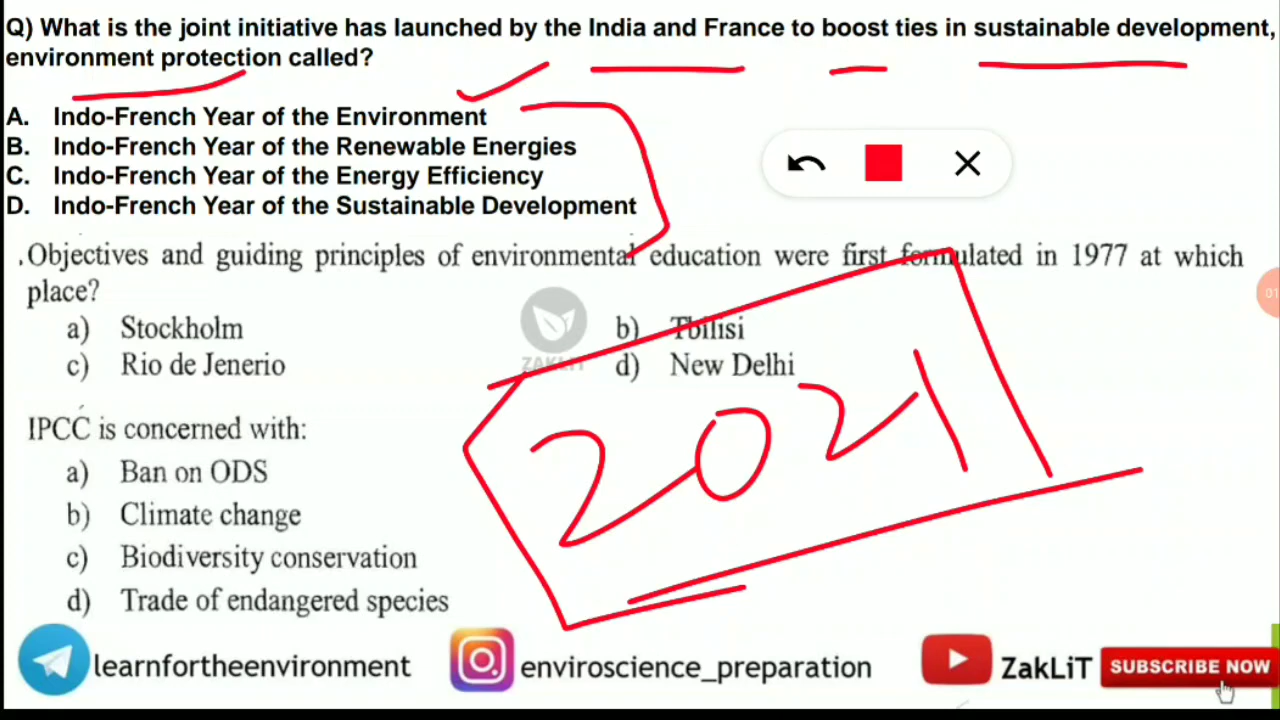 Q) What is the joint initiative has launched by the India and France to boost ties in sustainable development,
environment protection called?
A. Indo-French Year of the Environment
B. Indo-French Year of the Renewable Energies
C. Indo-French Year of the Energy Efficiency
D. Indo-French Year of the Sustainable Development
.Objectives and guiding principles of environmental education were first formulated in 1977 at which
place?
a) Stockholm b) Tbilisi
c) Rio de Jenerio d) New Delhi
ZAKLIT
2021
IPCC is concerned with:
a) Ban on ODS
b) Climate change
c) Biodiversity conservation
d) Trade of endangered species
learnfortheenvironment enviroscience_preparation ZakLiT SUBSCRIBE NOW